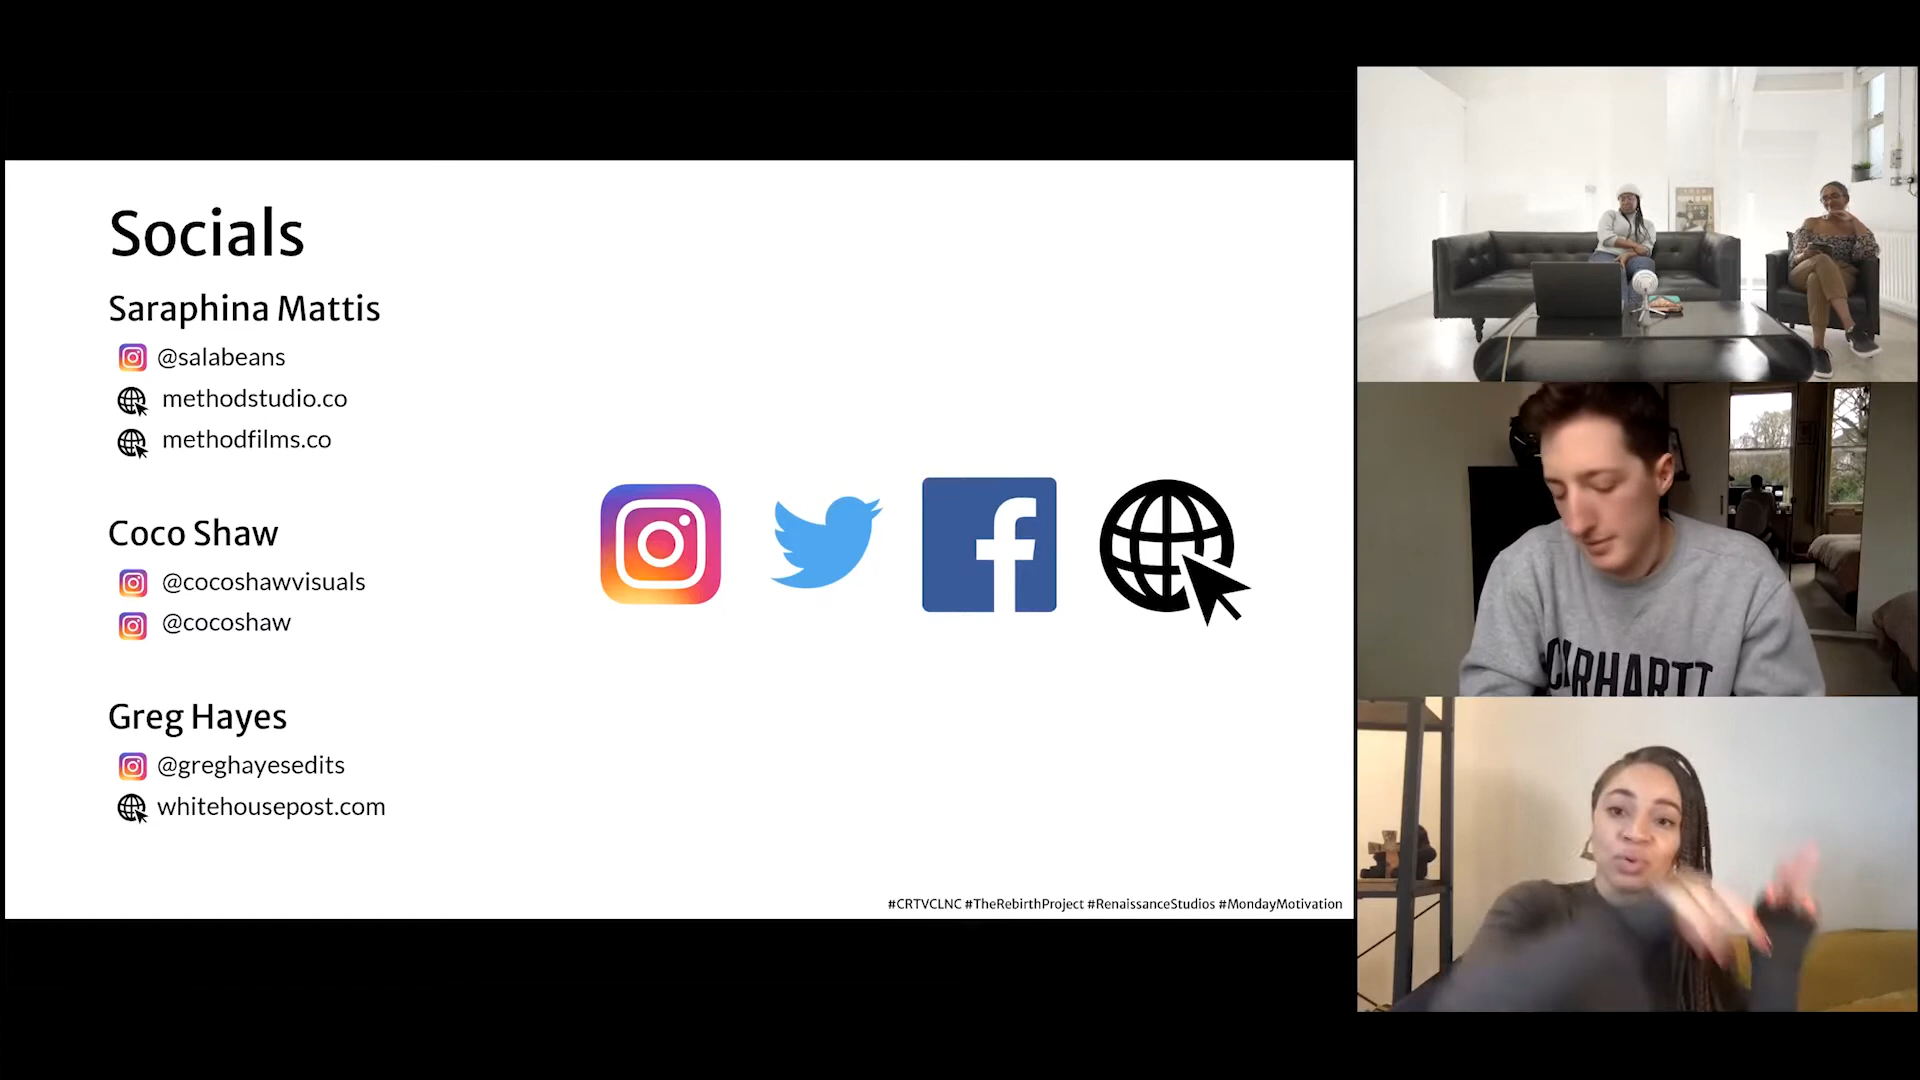 Socials
Saraphina Mattis
@salabeans
methodstudio.co
methodfilms.co
Coco Shaw
@cocoshawvisuals
@cocoshaw
Greg Hayes
@greghayesedits
whitehousepost.com
#CRTVCLNC #TheRebirthProject #RenaissanceStudios #MondayMotivation
CARHARTT